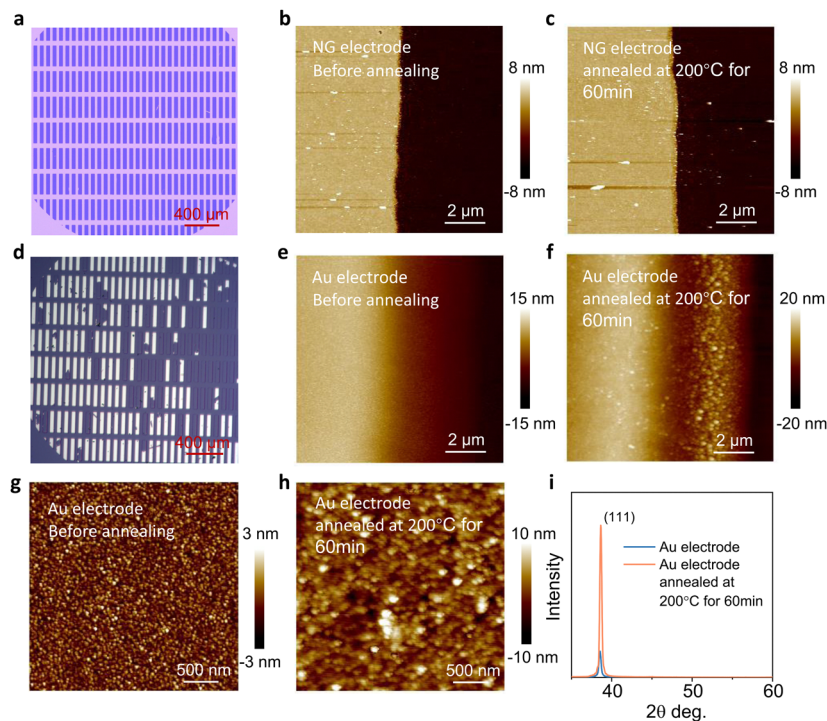 a
400 µm
b
NG electrode
Before annealing
2 µm
8 nm
-8 nm
c
NG electrode
annealed at 200°C for
60min
2 µm
8 nm
-8 nm
d
400 µm
e
Au electrode
Before annealing
2 µm
15 nm
-15 nm
f
Au electrode
annealed at 200°C for
60min
2 µm
20 nm
-20 nm
g
Au electrode
Before annealing
500 nm
3 nm
-3 nm
h
Au electrode
annealed at 200°C for
60min
500 nm
10 nm
-10 nm
i
(111)
Au electrode
Au electrode
annealed at
200°C for 60min
Intensity
40
50
60
2θ deg.